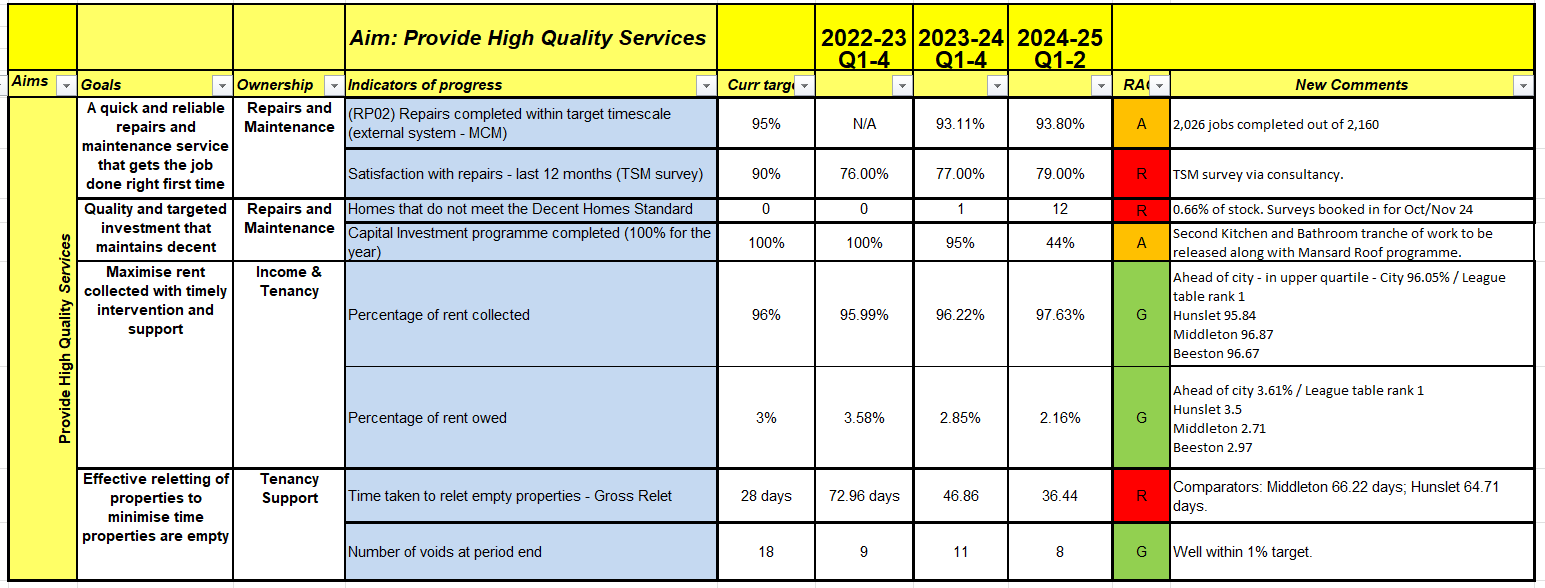 Aim: Provide High Quality Services
2022-23
Q1-4
2023-24
Q1-4
2024-25
Q1-2
Aims
Goals
Ownership
Indicators of progress
Curr targe
RAG
New Comments
Provide High Quality Services
A quick and reliable
repairs and
maintenance service
that gets the job
done right first time
Repairs and
Maintenance
(RP02) Repairs completed within target timescale
(external system - MCM)
95%
N/A
93.11%
93.80%
A
2,026 jobs completed out of 2,160
Satisfaction with repairs - last 12 months (TSM survey)
90%
76.00%
77.00%
79.00%
R
TSM survey via consultancy.
Quality and targeted
investment that
maintains decent
Repairs and
Maintenance
Homes that do not meet the Decent Homes Standard
0
0
1
12
R
0.66% of stock. Surveys booked in for Oct/Nov 24
Capital Investment programme completed (100% for the
year)
100%
100%
95%
44%
A
Second Kitchen and Bathroom tranche of work to be
released along with Mansard Roof programme.
Maximise rent
collected with timely
intervention and
support
Income &
Tenancy
Percentage of rent collected
96%
95.99%
96.22%
97.63%
G
Ahead of city - in upper quartile - City 96.05% / League
table rank 1
Hunslet 95.84
Middleton 96.87
Beeston 96.67
Percentage of rent owed
3%
3.58%
2.85%
2.16%
G
Ahead of city 3.61% / League table rank 1
Hunslet 3.5
Middleton 2.71
Beeston 2.97
Effective reletting of
properties to
minimise time
properties are empty
Tenancy
Support
Time taken to relet empty properties - Gross Relet
28 days
72.96 days
46.86
36.44
R
Comparators: Middleton 66.22 days; Hunslet 64.71
days.
Number of voids at period end
18
9
11
8
G
Well within 1% target.